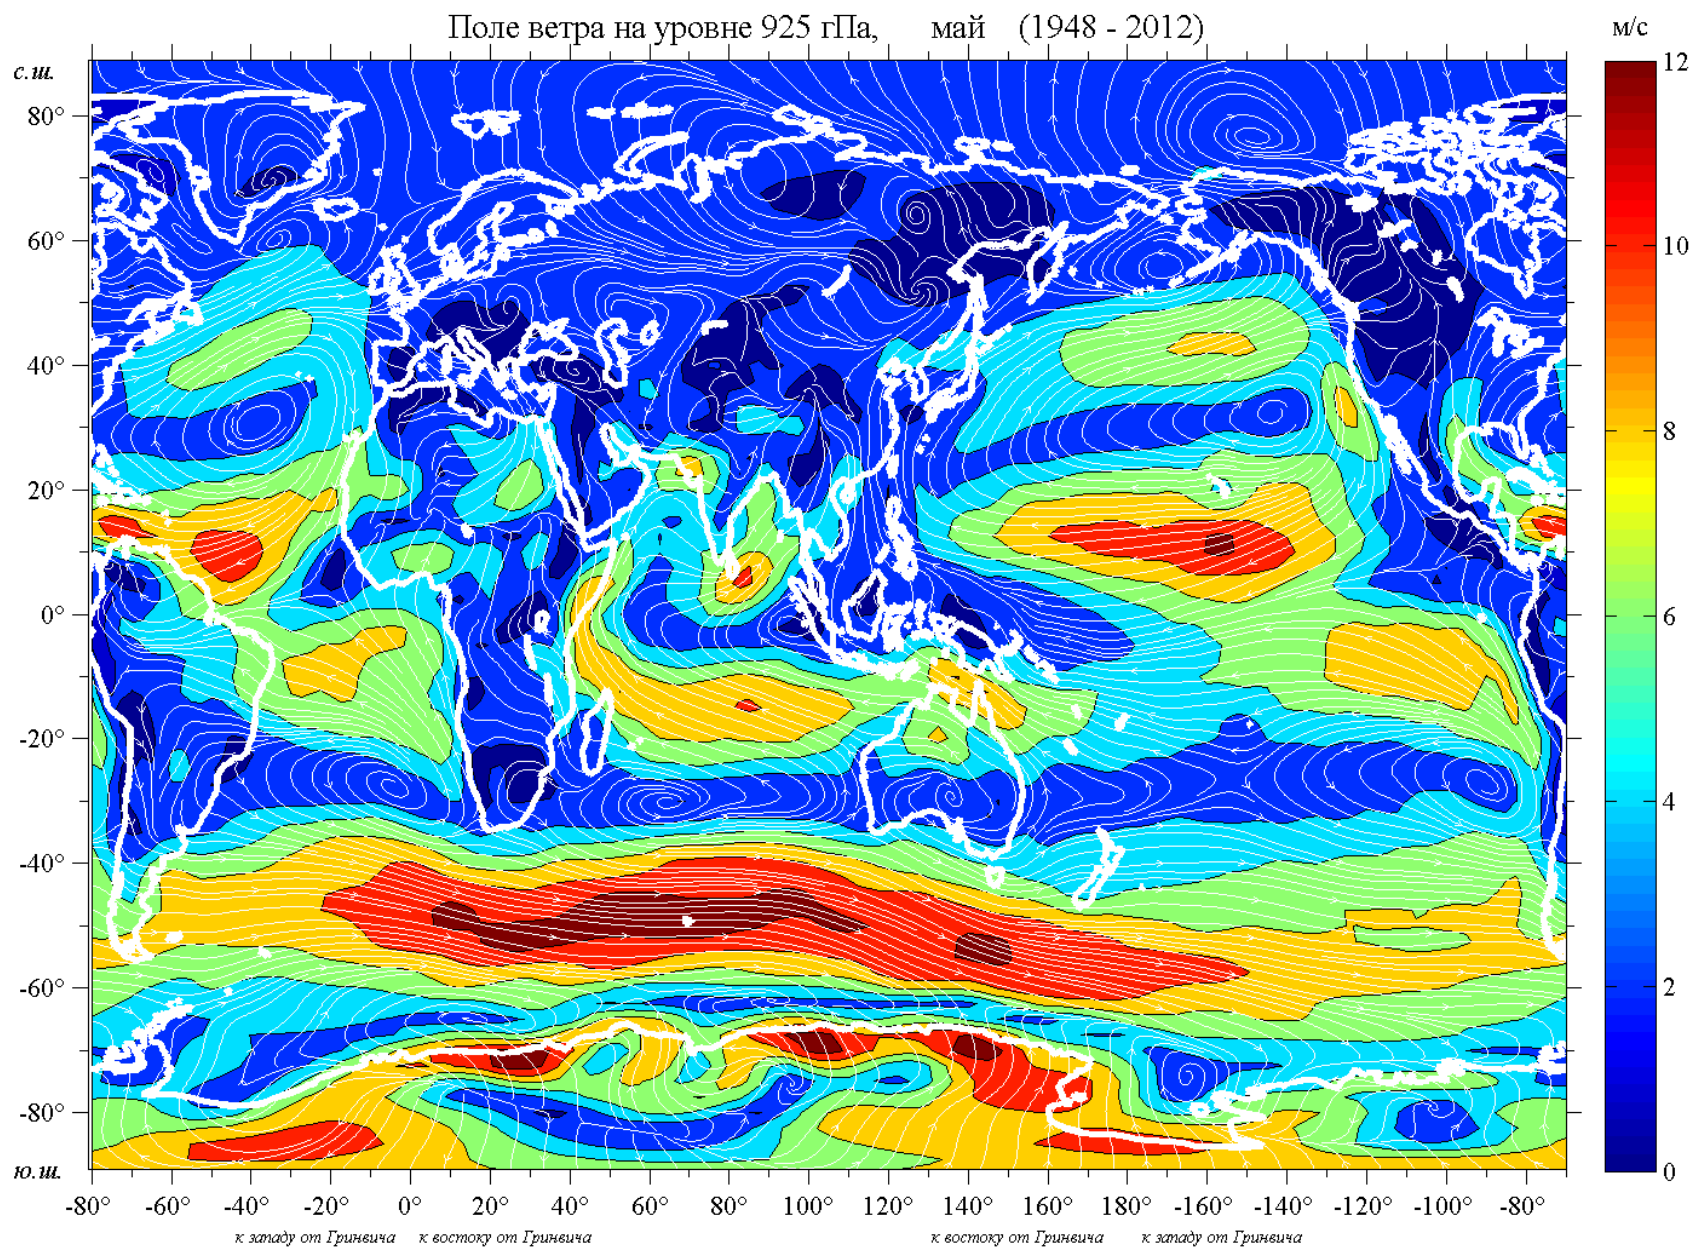 Поле ветра на уровне 925 гПа, май (1948 - 2012)
м/с
с.ш.
80°
60°
40°
20°
0°
-20°
-40°
-60°
-80°
ю.ш.
12
10
8
6
4
2
0
-80° -60° -40° -20° 0° 20° 40° 60° 80° 100° 120° 140° 160° -180° -160° -140° -120° -100° -80°
к западу от Гринвича к востоку от Гринвича к востоку от Гринвича к западу от Гринвича